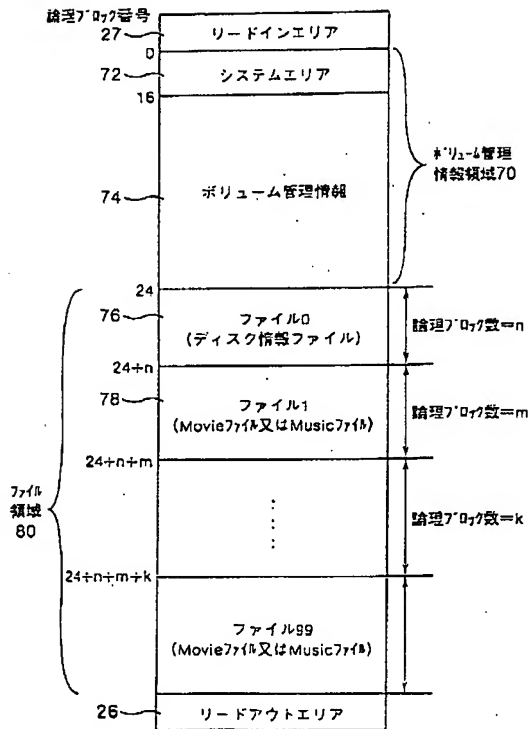 論理ブロック番号
27
リードインエリア
0
72
システムエリア
16
ボリューム管理
情報領域70
74
ボリューム管理情報
24
76
ファイル0
(ディスク情報ファイル)
論理ブロック数=n
24+n
78
ファイル1
(Movieファイル又はMusicファイル)
論理ブロック数=m
24+n+m
ファイル
領域
80
論理ブロック数=k
24+n+m+k
ファイル99
(Movieファイル又はMusicファイル)
26
リードアウトエリア